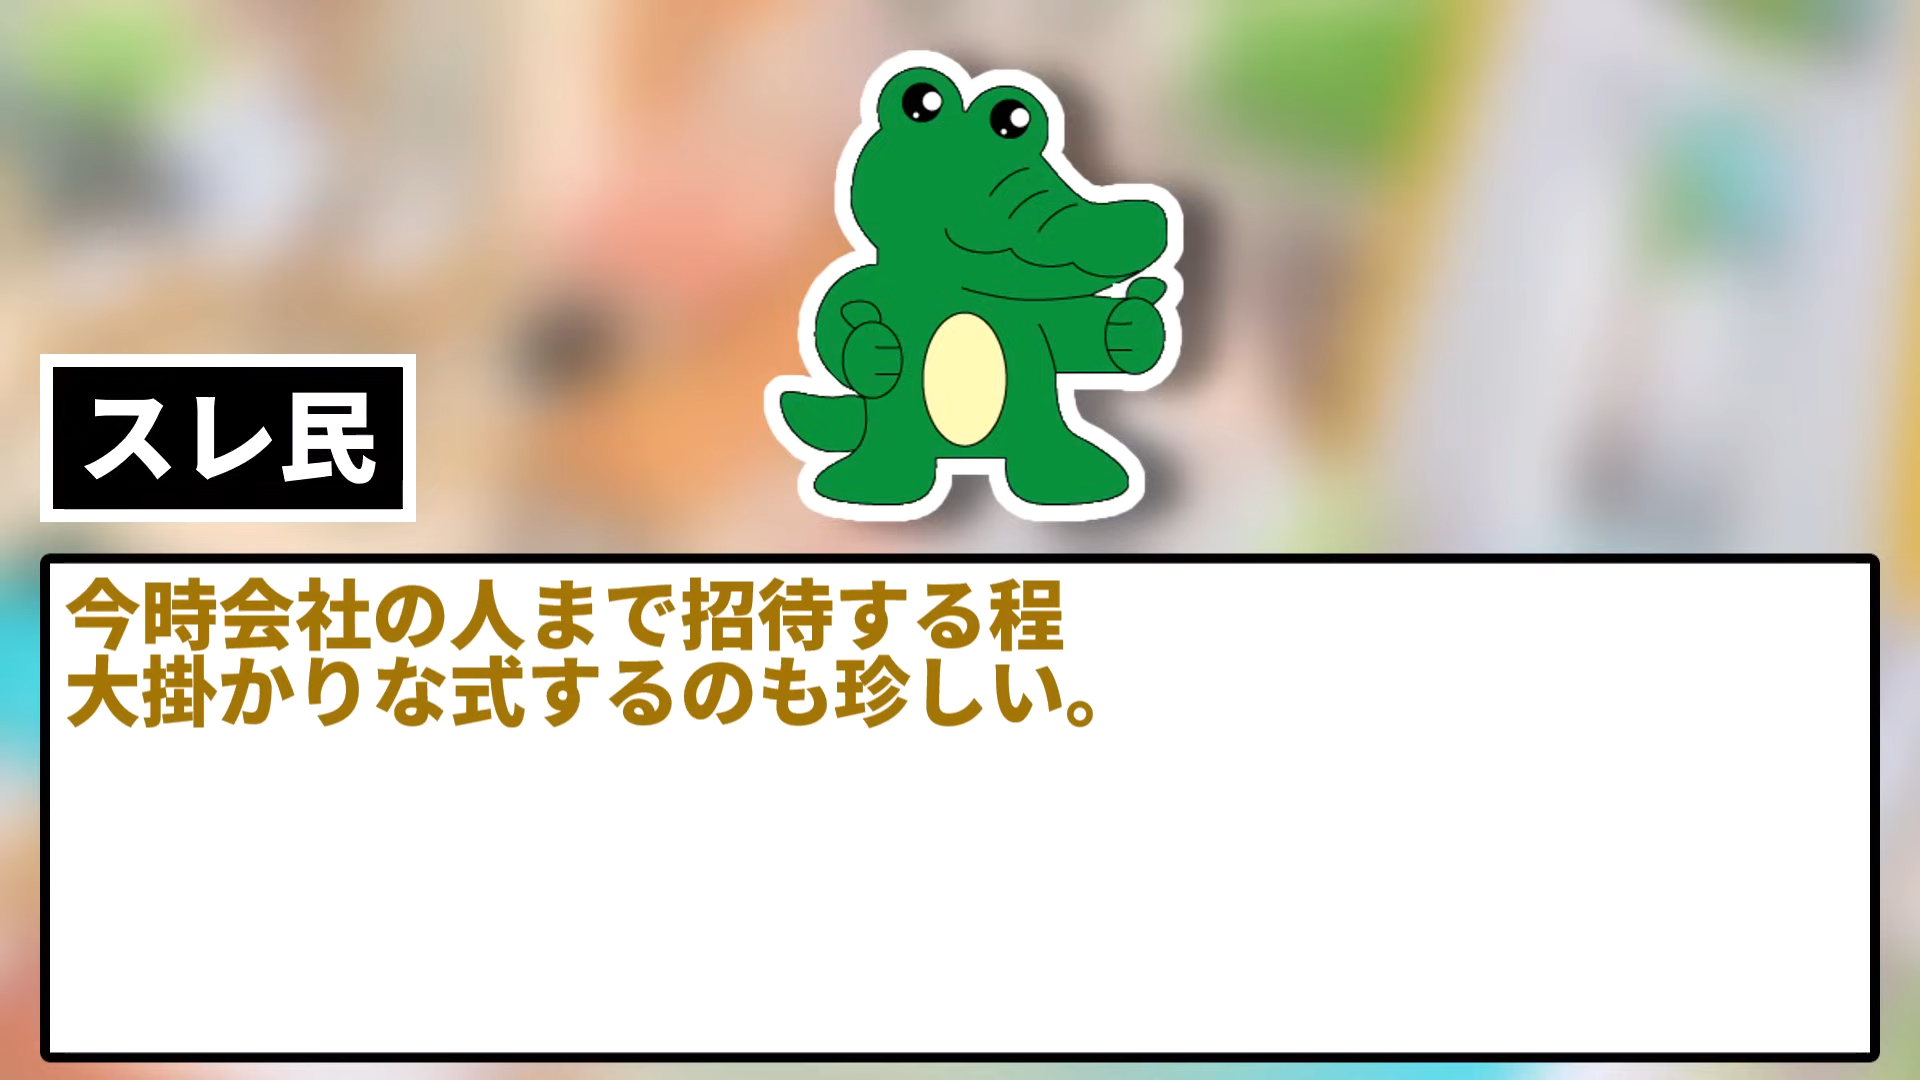 スレ民
今時会社の人まで招待する程
大掛かりな式するのも珍しい。